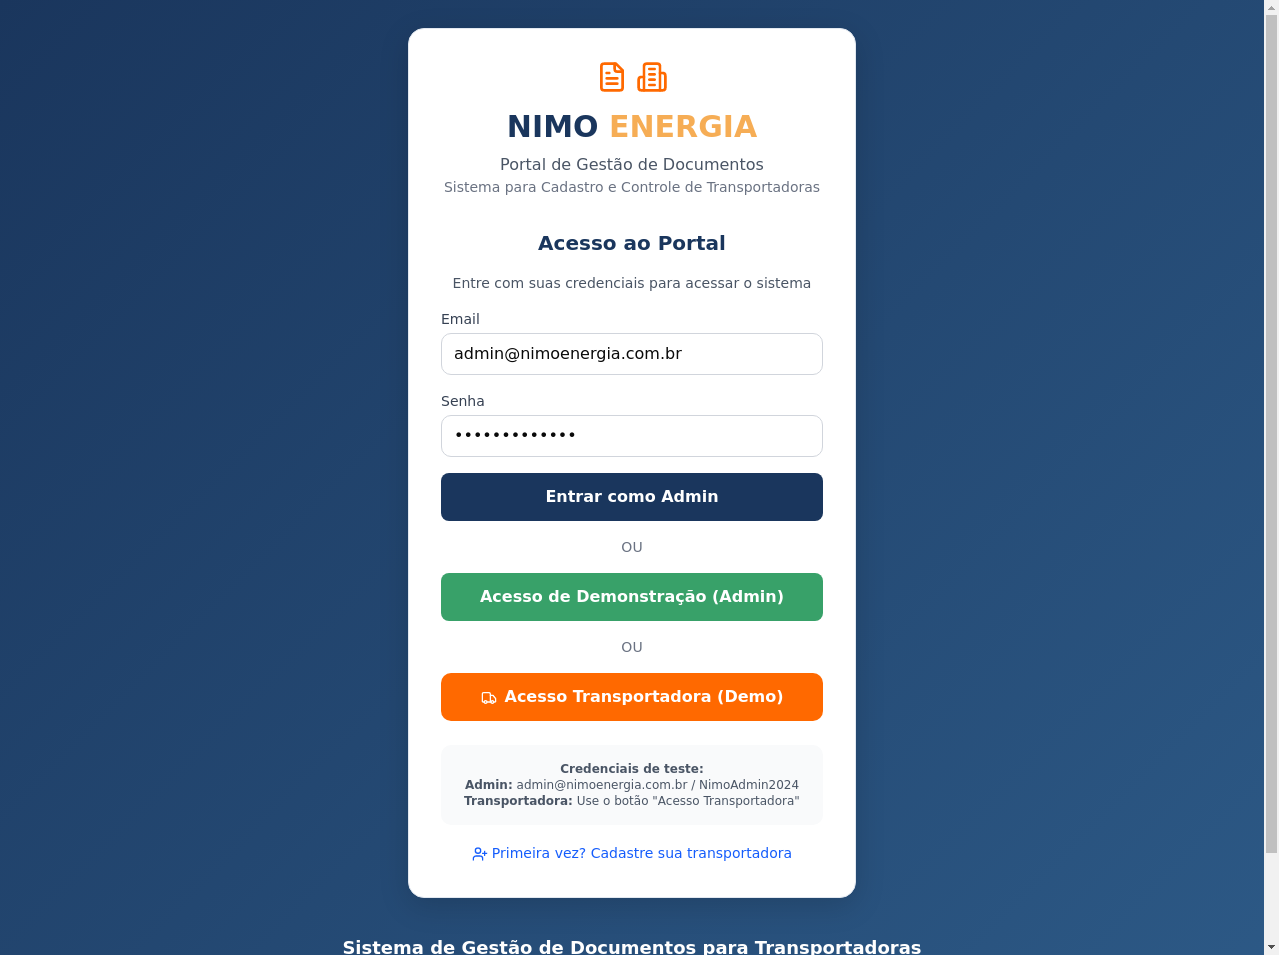 NIMO ENERGIA
Portal de Gestão de Documentos
Sistema para Cadastro e Controle de Transportadoras
Acesso ao Portal
Entre com suas credenciais para acessar o sistema
Email
admin@nimoenergia.com.br
Senha
•••••••••••••
Entrar como Admin
OU
Acesso de Demonstração (Admin)
OU
Acesso Transportadora (Demo)
Credenciais de teste:
Admin: admin@nimoenergia.com.br / NimoAdmin2024
Transportadora: Use o botão "Acesso Transportadora"
Primeira vez? Cadastre sua transportadora
Sistema de Gestão de Documentos para Transportadoras